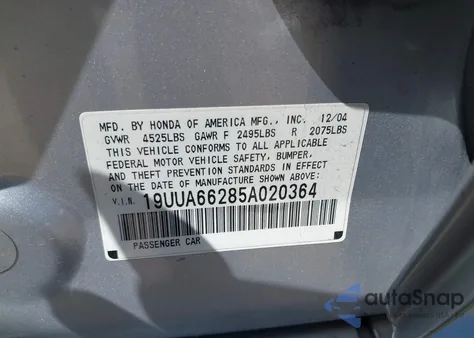 MFD. BY HONDA OF AMERICA MFG., INC. 12/04
GVWR 4525LBS GAWR F 2495LBS R 2075LBS
THIS VEHICLE CONFORMS TO ALL APPLICABLE
FEDERAL MOTOR VEHICLE SAFETY, BUMPER,
AND THEFT PREVENTION STANDARDS IN EFFECT
ON THE DATE OF MANUFACTURE SHOWN ABOVE:
V.I.N. 19UUA66285A020364
PASSENGER CAR
autoSnap